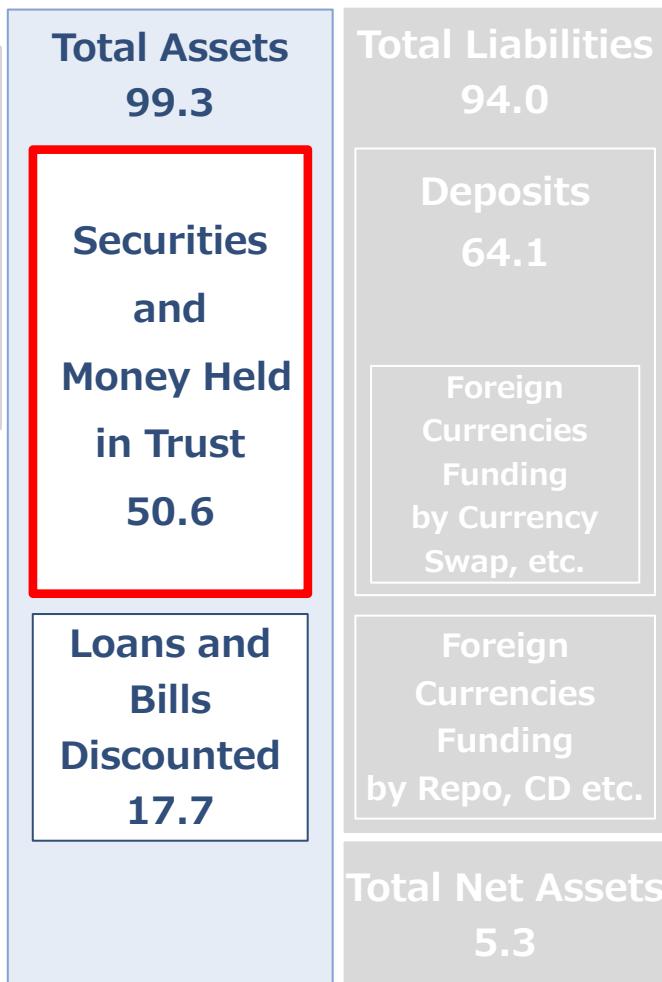 Total Assets
99.3
Securities
and
Money Held
in Trust
50.6
Loans and
Bills
Discounted
17.7
Total Liabilities
94.0
Deposits
64.1
Foreign
Currencies
Funding
by Currency
Swap, etc.
Foreign
Currencies
Funding
by Repo, CD etc.
Total Net Assets
5.3